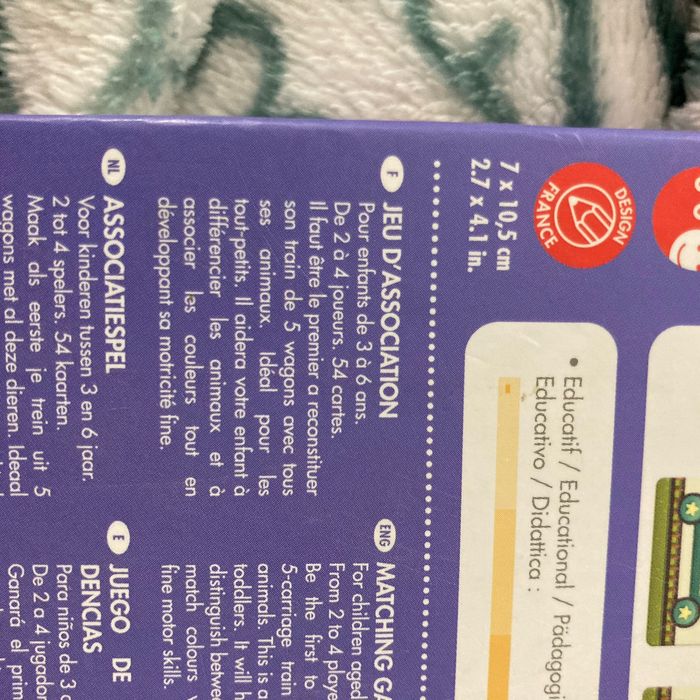 DESIGN
FRANCE
7 x 10,5 cm
2.7 x 4.1 in.
• Educatif / Educational / Pädagogi
Educativo / Didattica :
F JEU D'ASSOCIATION
Pour enfants de 3 à 6 ans.
De 2 à 4 joueurs. 54 cartes.
Il faut être le premier a reconstituer
son train de 5 wagons avec tous
ses animaux. Idéal pour les
tout-petits. Il aidera votre enfant à
différencier les animaux et à
associer les couleurs tout en
développant sa motricité fine.
ENG MATCHING GA
For children aged
From 2 to 4 playe
Be the first to
5-carriage train
animals. This is a
toddlers. It will h
distinguish betwe
match colours
fine motor skills.
NL ASSOCIATIESPEL
Voor kinderen tussen 3 en 6 jaar.
2 tot 4 spelers. 54 kaarten.
Maak als eerste je trein uit 5
wagons met al deze dieren. Ideaal
E JUEGO DE
DENCIAS
Para niños de 3 a
De 2 a 4 jugador
Ganará el prim